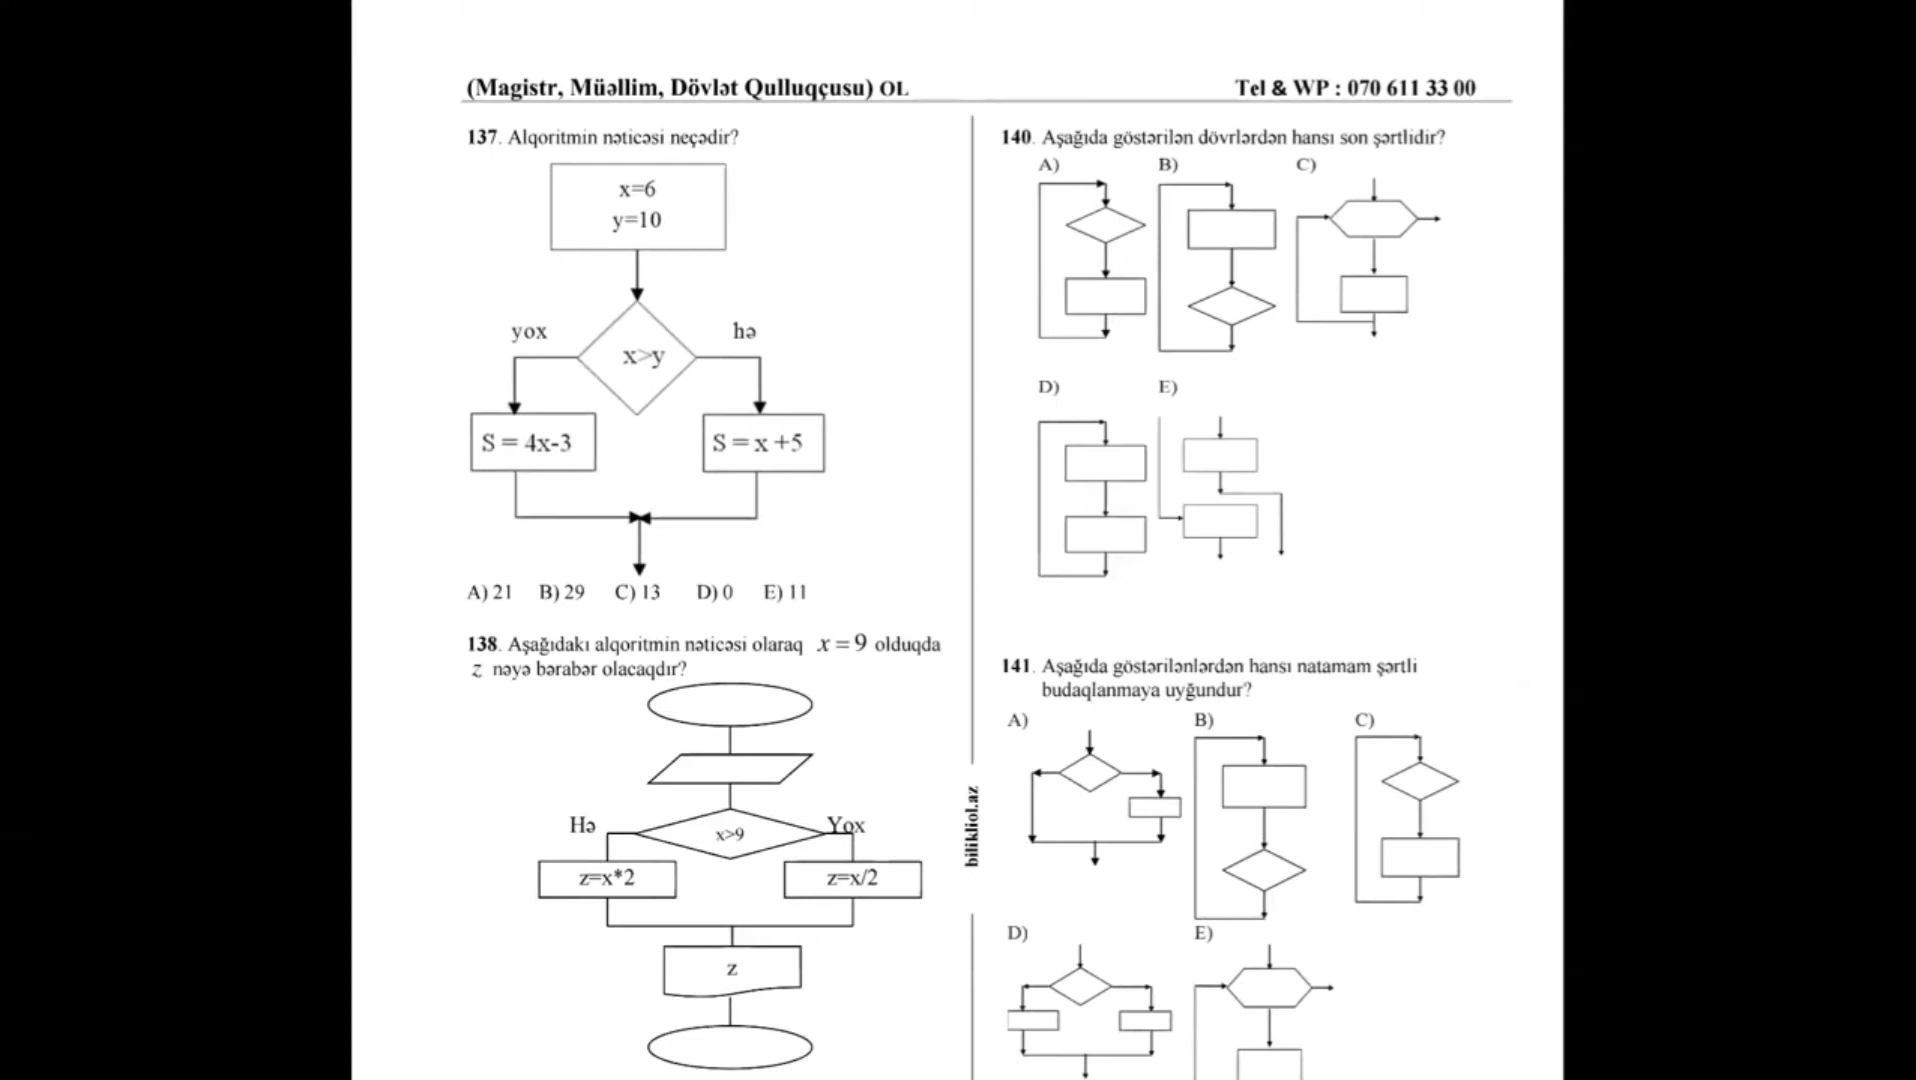 (Magistr, Müəllim, Dövlət Qulluqçusu) OL
Tel & WP : 070 611 33 00
137. Alqoritmin nəticəsi neçədir?
x=6
y=10
yox
hə
x>y
S = 4x-3
S = x +5
A) 21 B) 29 C) 13 D) 0 E) 11
138. Aşağıdakı alqoritmin nəticəsi olaraq x = 9 olduqda
z nəyə bərabər olacaqdır?
Hə
x>9
Yox
z=x*2
z=x/2
z
bilikliol.az
140. Aşağıda göstərilən dövrlərdən hansı son şərtlidir?
A) B) C)
D) E)
141. Aşağıda göstərilənlərdən hansı natamam şərtli
budaqlanmaya uyğundur?
A) B) C)
D) E)